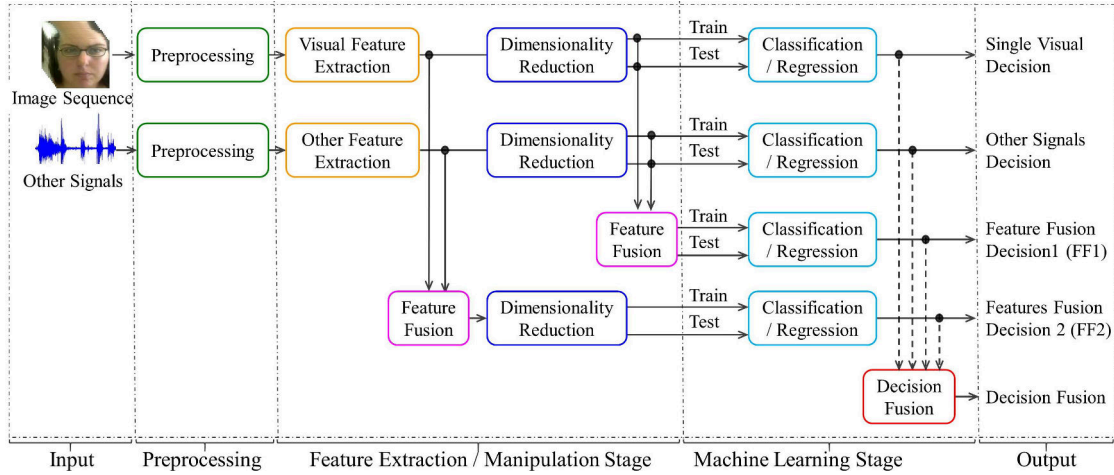 Image Sequence
Other Signals
Preprocessing
Preprocessing
Visual Feature
Extraction
Other Feature
Extraction
Dimensionality
Reduction
Dimensionality
Reduction
Train
Test
Train
Test
Classification
/ Regression
Classification
/ Regression
Single Visual
Decision
Other Signals
Decision
Feature
Fusion
Train
Test
Classification
/ Regression
Feature Fusion
Decision1 (FF1)
Feature
Fusion
Dimensionality
Reduction
Train
Test
Classification
/ Regression
Features Fusion
Decision 2 (FF2)
Decision
Fusion
Decision Fusion
Input
Preprocessing
Feature Extraction / Manipulation Stage
Machine Learning Stage
Output